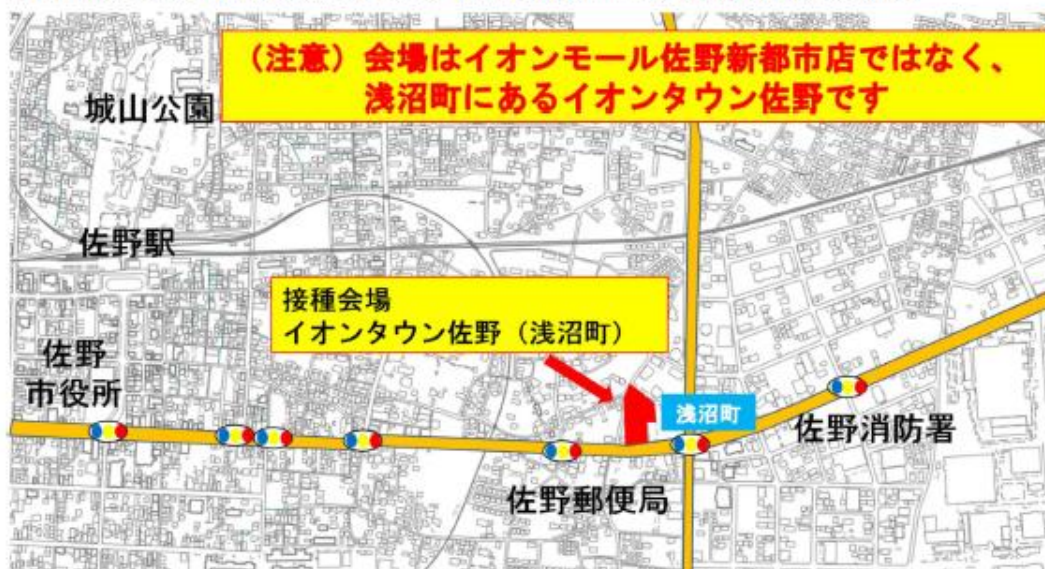 (注意)会場はイオンモール佐野新都市店ではなく、
浅沼町にあるイオンタウン佐野です
城山公園
佐野駅
接種会場
イオンタウン佐野(浅沼町)
佐野
市役所
浅沼町
佐野消防署
佐野郵便局